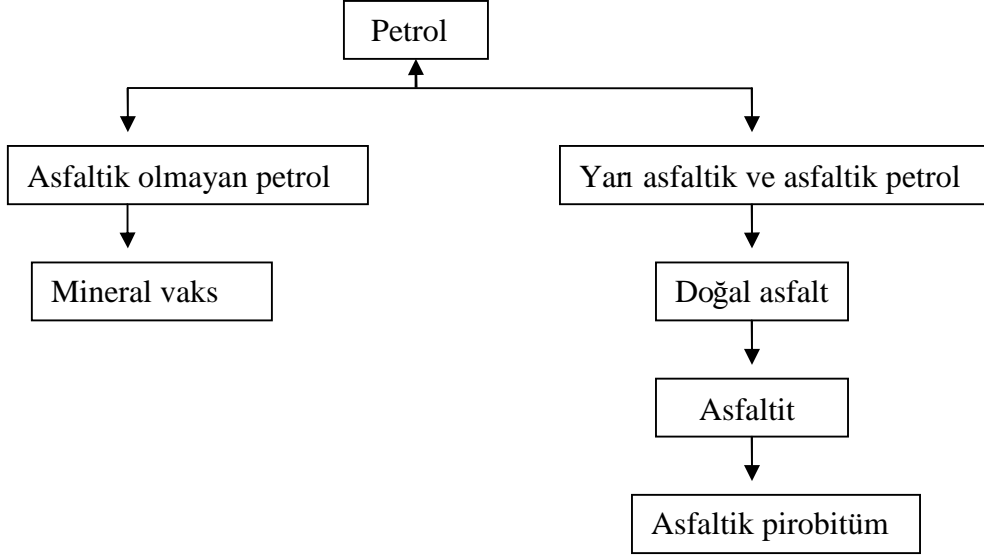 Petrol
Asfaltik olmayan petrol
Yarı asfaltik ve asfaltik petrol
Mineral vaks
Doğal asfalt
Asfaltit
Asfaltik pirobitüm